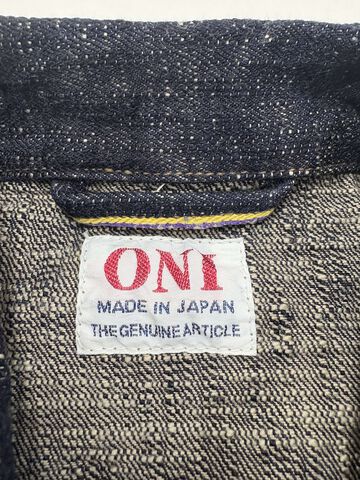 ONI
MADE IN JAPAN
THE GENUINE ARTICLE